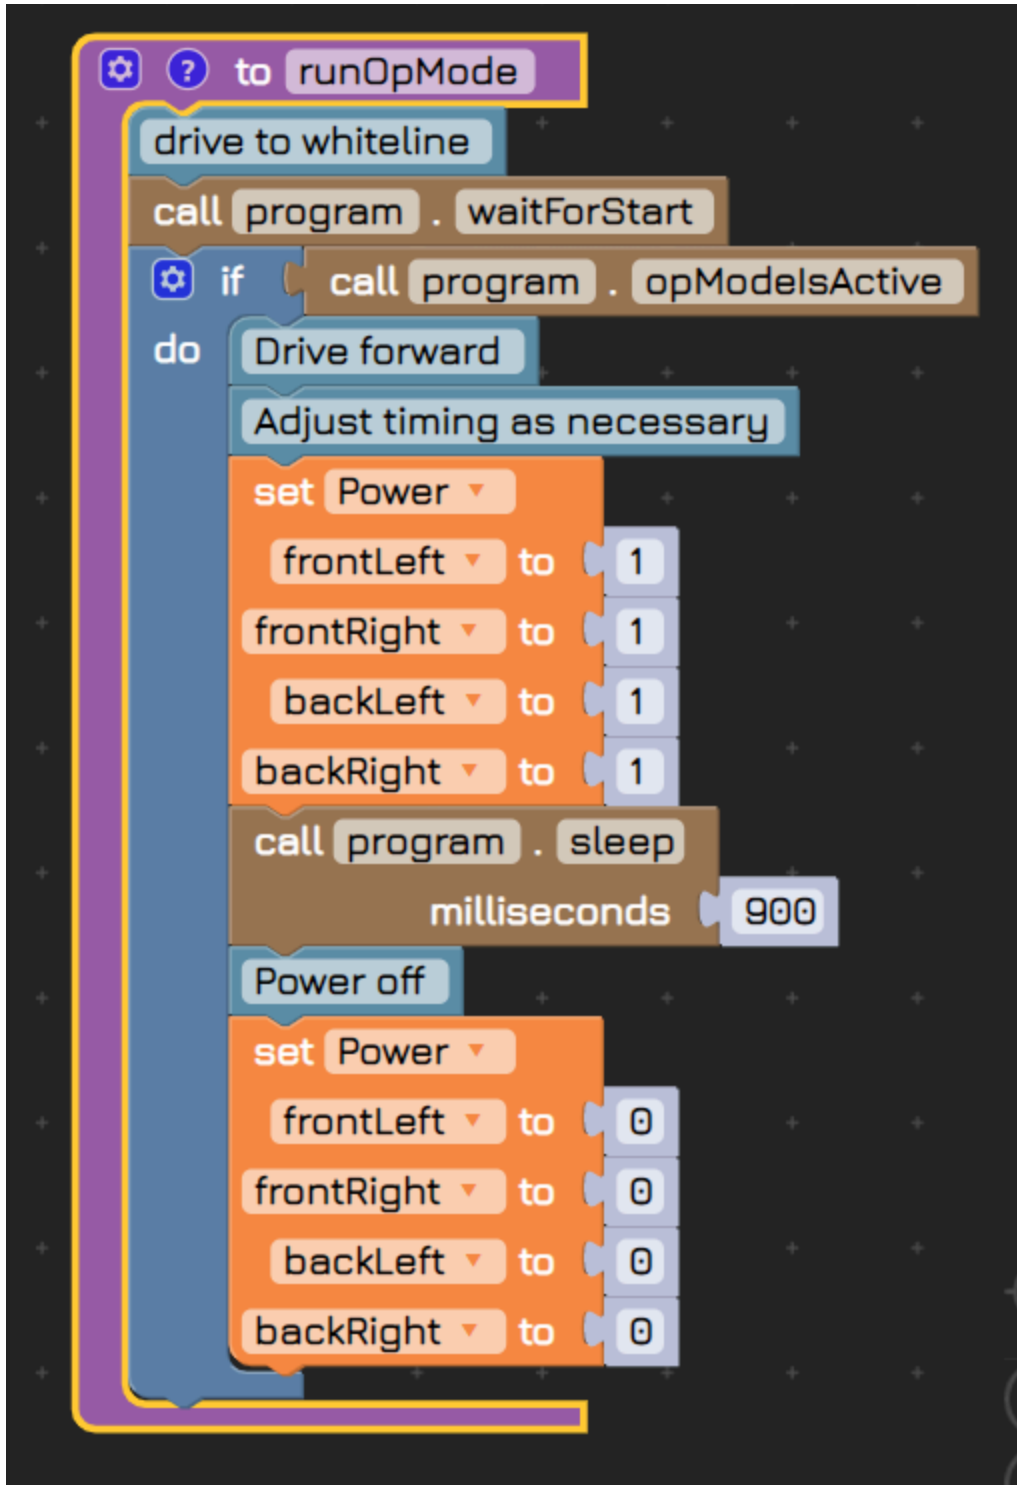 ? to runOpMode
drive to whiteline
call program . waitForStart
if call program . opModeIsActive
do Drive forward
Adjust timing as necessary
set Power
frontLeft to 1
frontRight to 1
backLeft to 1
backRight to 1
call program . sleep
milliseconds 900
Power off
set Power
frontLeft to 0
frontRight to 0
backLeft to 0
backRight to 0